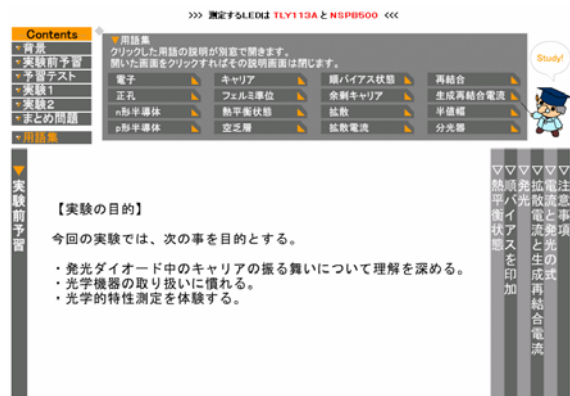 >>> 測定するLEDは TLY113A と NSPB500 <<<
Contents
▼背景
▼実験前予習
▼予習テスト
▼実験1
▼実験2
▼まとめ問題
▼用語集
▼用語集
クリックした用語の説明が別窓で開きます。
開いた画面をクリックすればその説明画面は閉じます。
電子 キャリア 順バイアス状態 再結合
正孔 フェルミ準位 余剰キャリア 生成再結合電流
n形半導体 熱平衡状態 拡散 半値幅
p形半導体 空乏層 拡散電流 分光器
Study!
▼実験前予習
【実験の目的】
今回の実験では、次の事を目的とする。
・発光ダイオード中のキャリアの振る舞いについて理解を深める。
・光学機器の取り扱いに慣れる。
・光学的特性測定を体験する。
▽注意事項
▽電流と発光の式
▽拡散電流と生成再結合電流
▽発光
▽順バイアスを印加
▽熱平衡状態